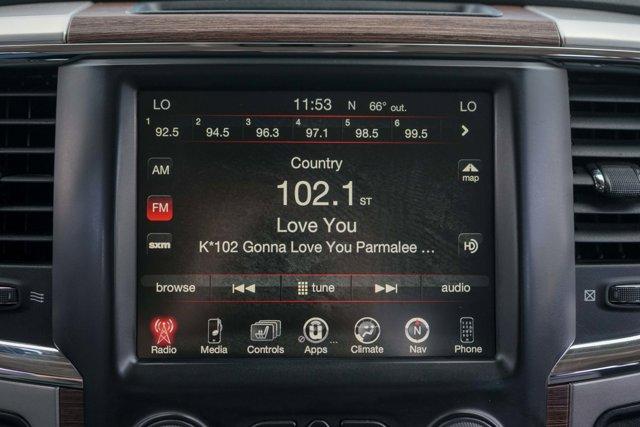 LO 11:53 N 66° out. LO
1 2 3 4 5 6
92.5 94.5 96.3 97.1 98.5 99.5
AM Country map
FM 102.1 ST
Love You
sxm K*102 Gonna Love You Parmalee ... HD
browse tune audio
Radio Media Controls Apps ... Climate Nav Phone
N